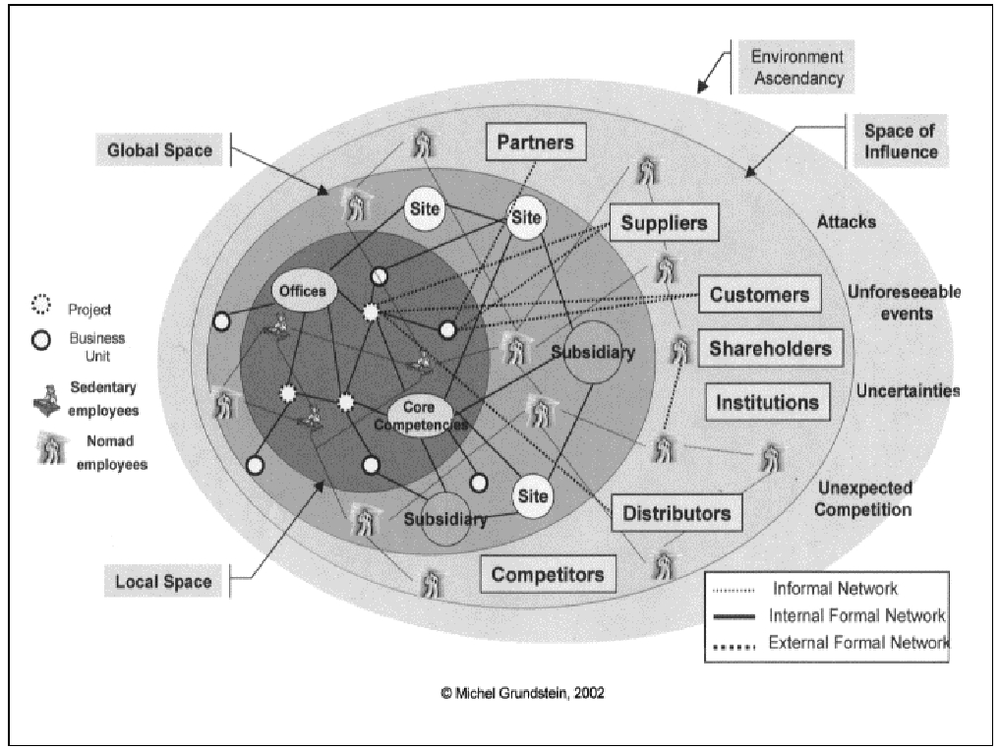 Environment
Ascendancy
Partners
Space of
Influence
Global Space
Site
Site
Suppliers
Attacks
Offices
Customers
Unforeseeable
events
Project
Business
Unit
Subsidiary
Shareholders
Sedentary
employees
Institutions
Uncertainties
Core
Competencies
Nomad
employees
Unexpected
Competition
Site
Subsidiary
Distributors
Local Space
Competitors
Informal Network
Internal Formal Network
External Formal Network
© Michel Grundstein, 2002